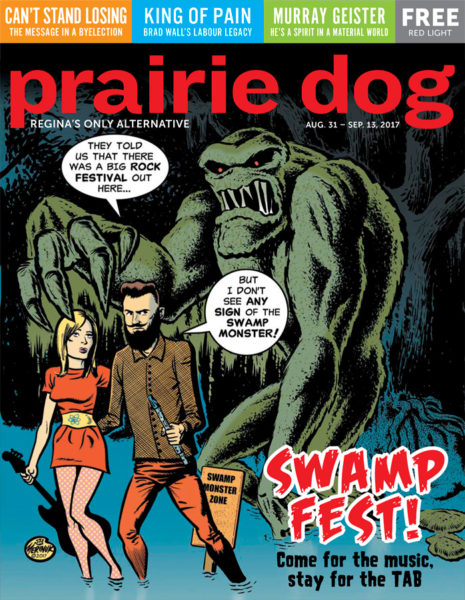 CAN'T STAND LOSING
THE MESSAGE IN A BYELECTION
KING OF PAIN
BRAD WALL'S LABOUR LEGACY
MURRAY GEISTER
HE'S A SPIRIT IN A MATERIAL WORLD
FREE
RED LIGHT
prairie dog
REGINA'S ONLY ALTERNATIVE
AUG. 31 – SEP. 13, 2017
THEY TOLD
US THAT THERE
WAS A BIG ROCK
FESTIVAL OUT
HERE...
BUT
I DON'T
SEE ANY
SIGN OF THE
SWAMP
MONSTER!
SWAMP
MONSTER
ZONE
SWAMP
FEST!
Come for the music,
stay for the TAB
©2017